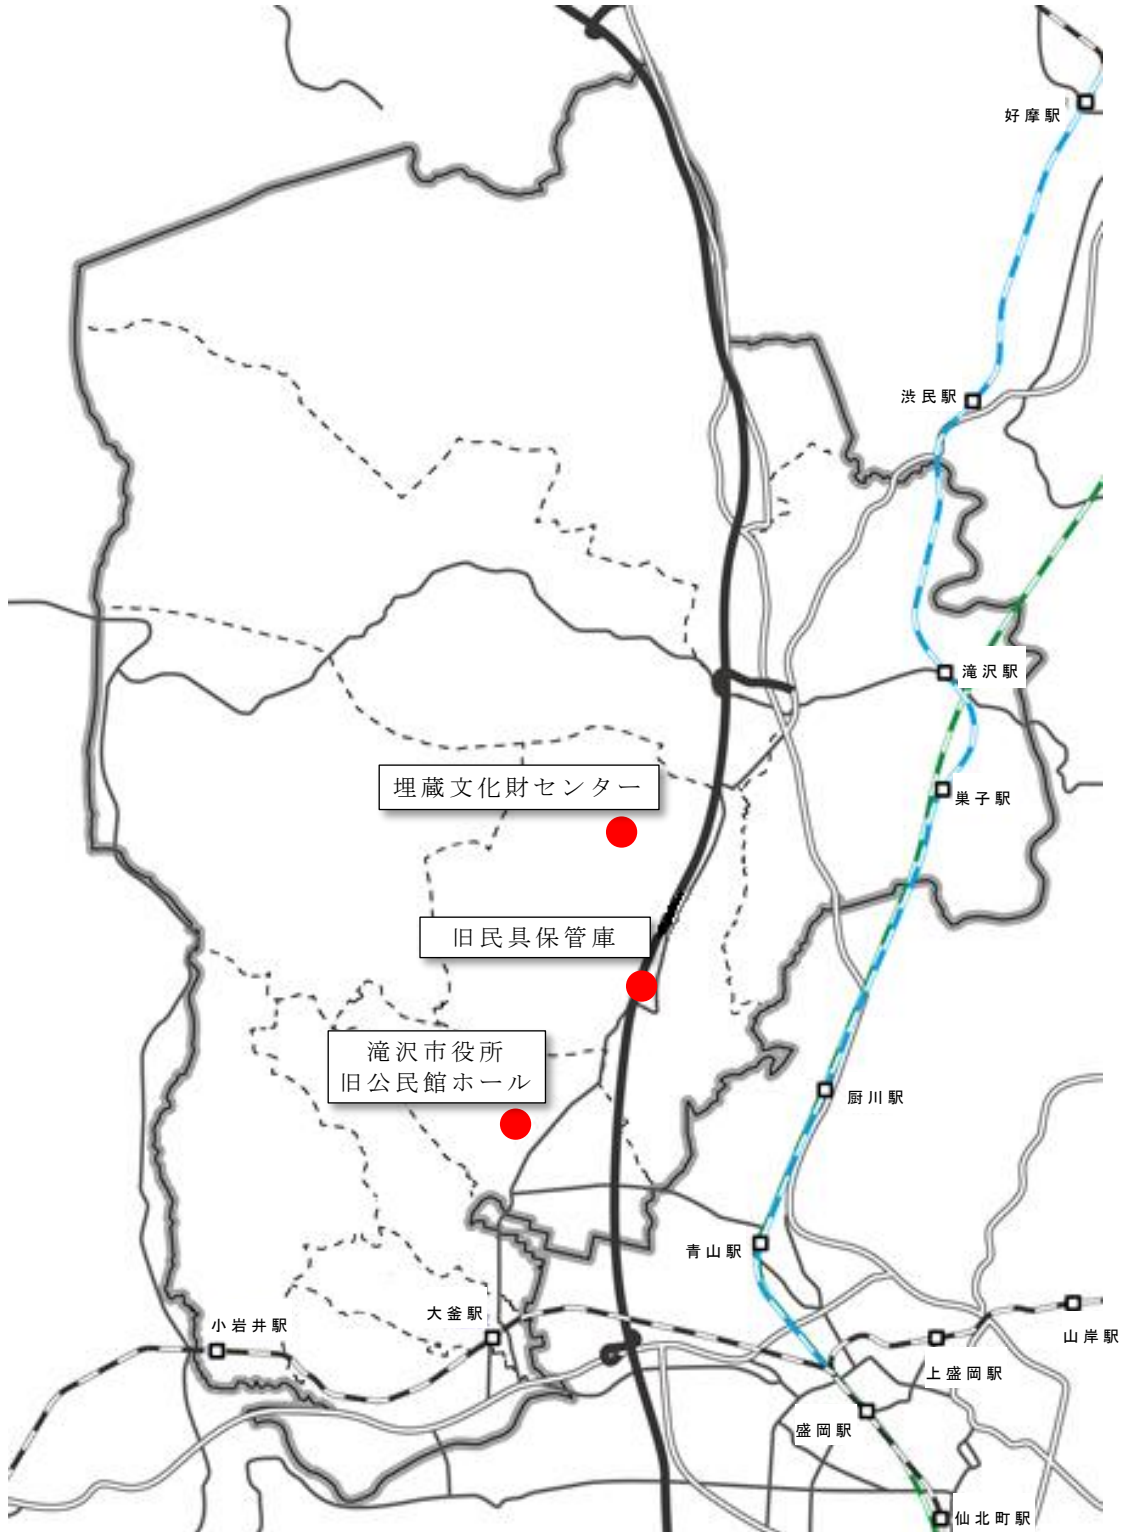 好摩駅
渋民駅
滝沢駅
埋蔵文化財センター
巣子駅
旧民具保管庫
滝沢市役所
旧公民館ホール
厨川駅
青山駅
大釜駅
小岩井駅
山岸駅
上盛岡駅
盛岡駅
仙北町駅